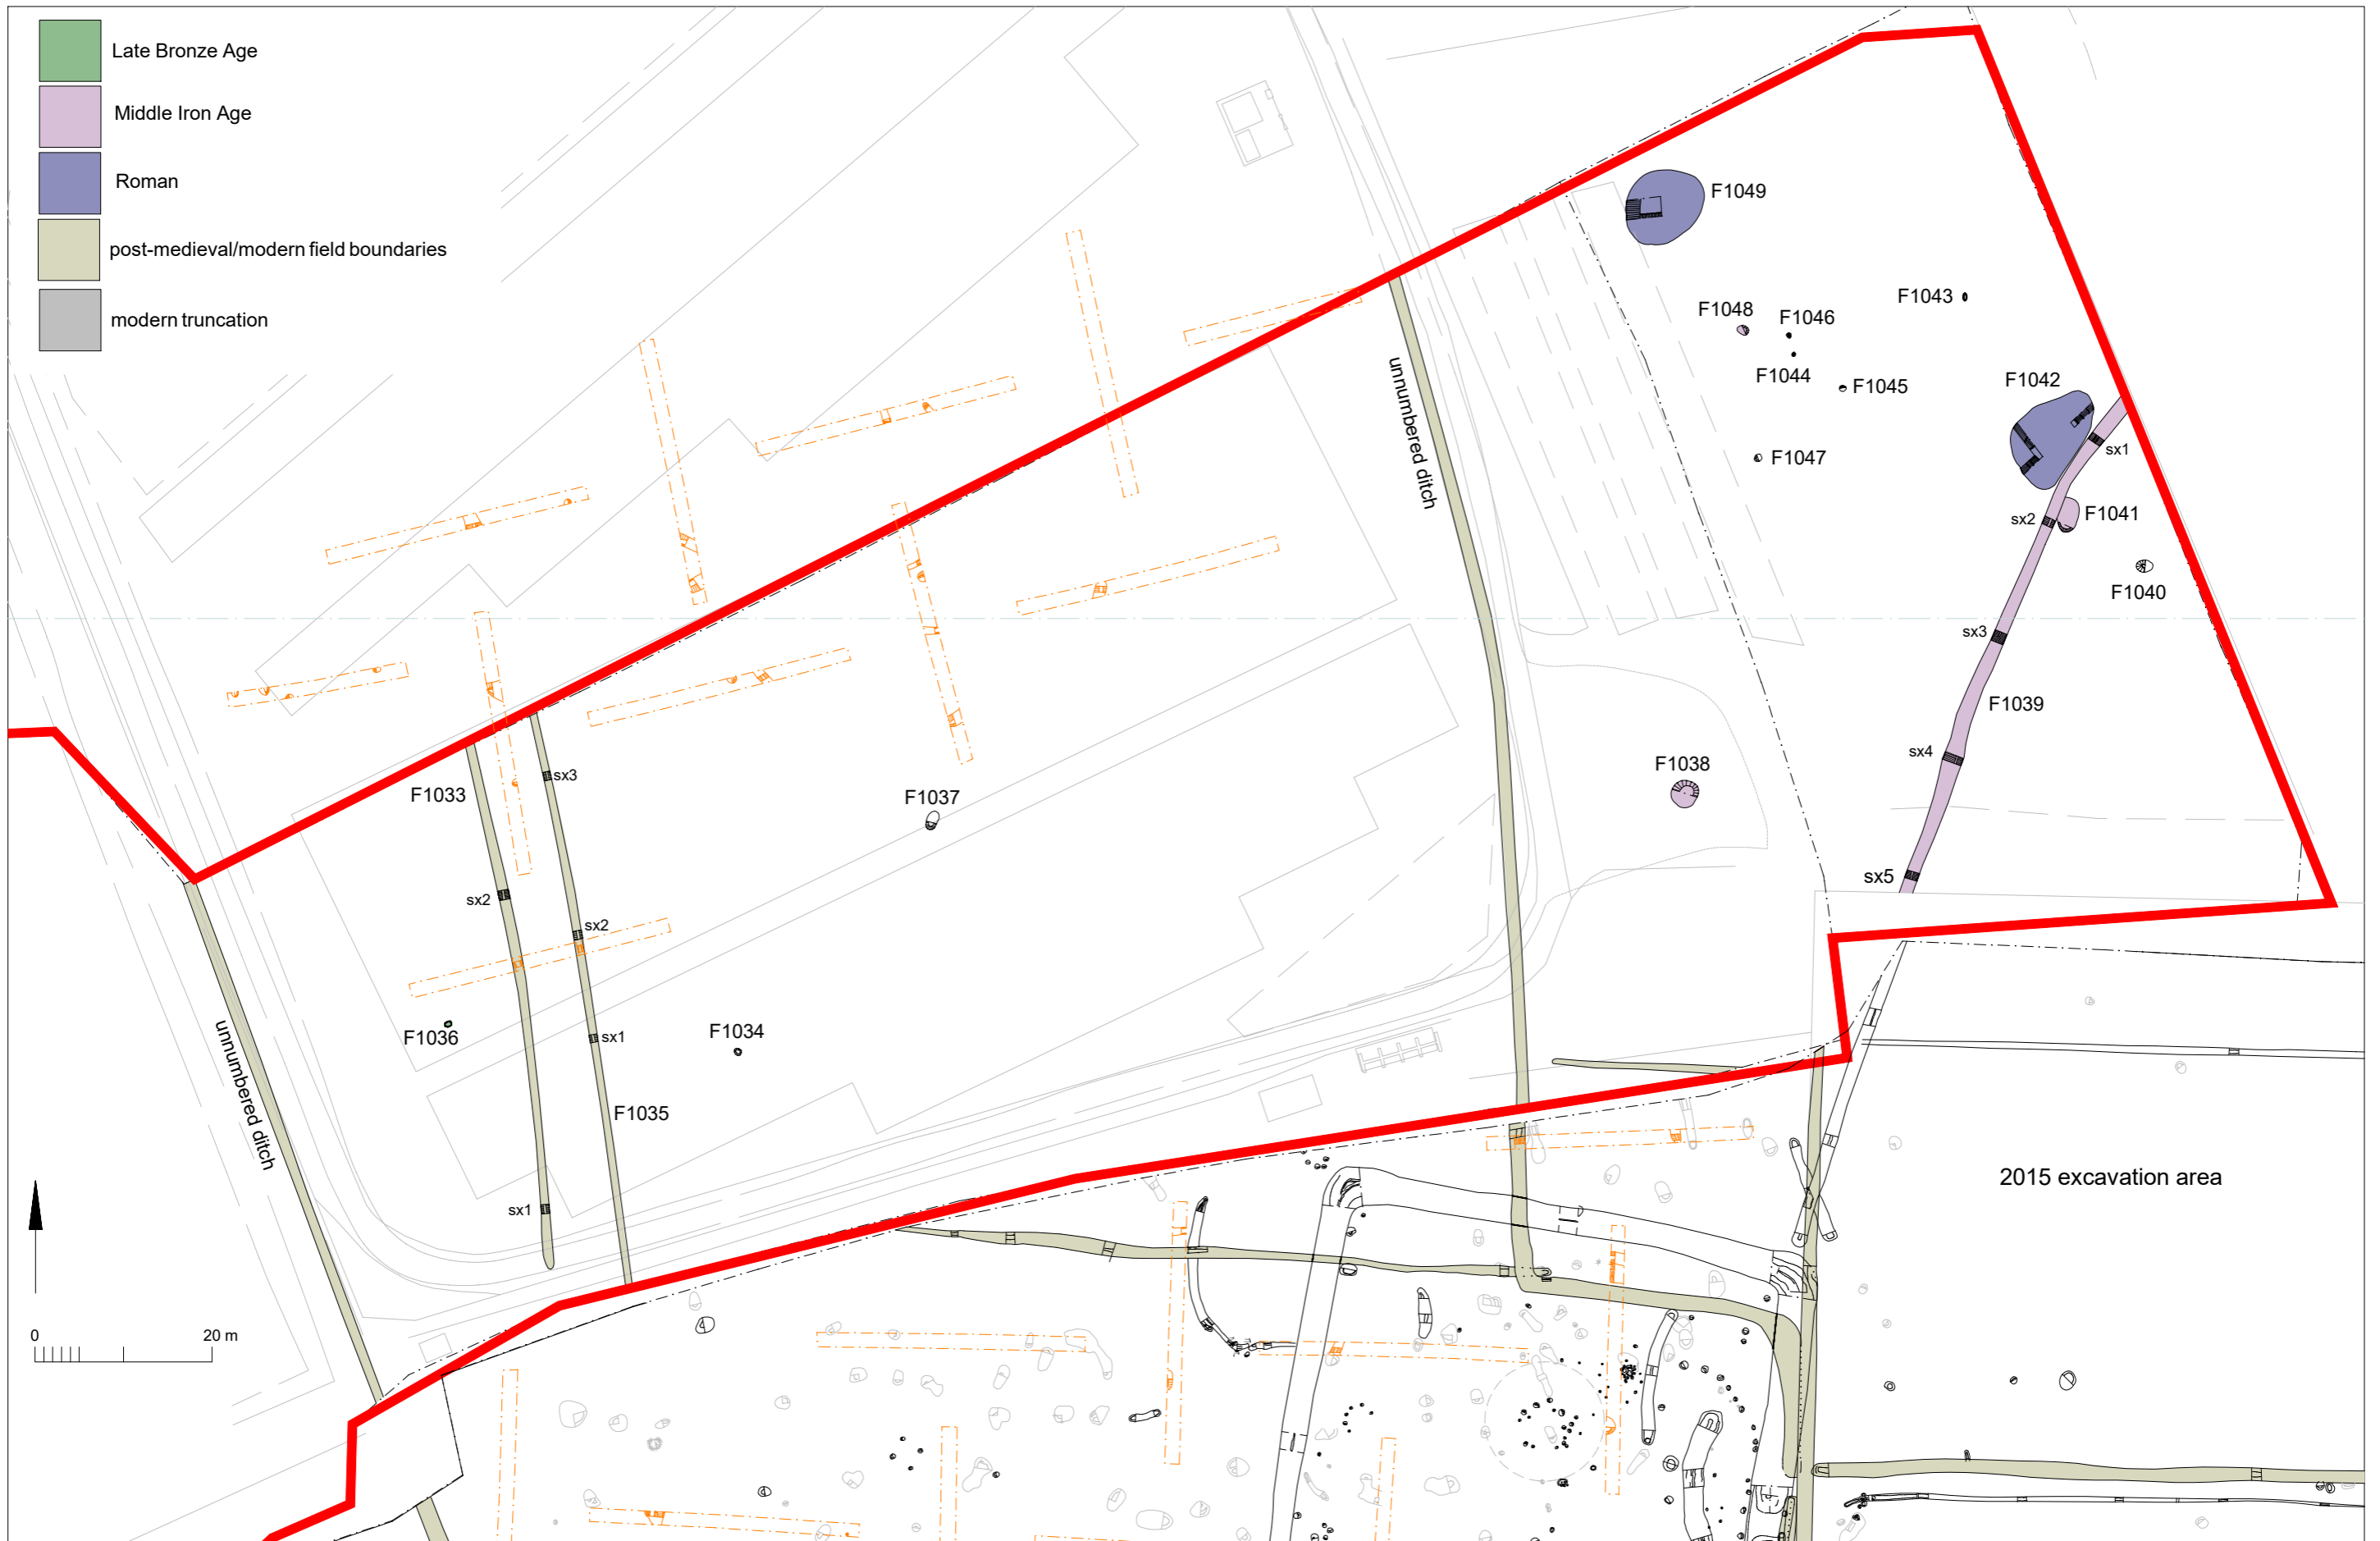 Late Bronze Age
Middle Iron Age
Roman
post-medieval/modern field boundaries
modern truncation
F1049
F1043
F1048
F1046
F1044
F1045
F1042
unnumbered ditch
F1047
sx1
sx2
F1041
F1040
sx3
F1039
sx4
F1038
sx5
F1033
sx3
F1037
sx2
sx2
F1036
F1034
sx1
unnumbered ditch
F1035
sx1
2015 excavation area
0
20 m